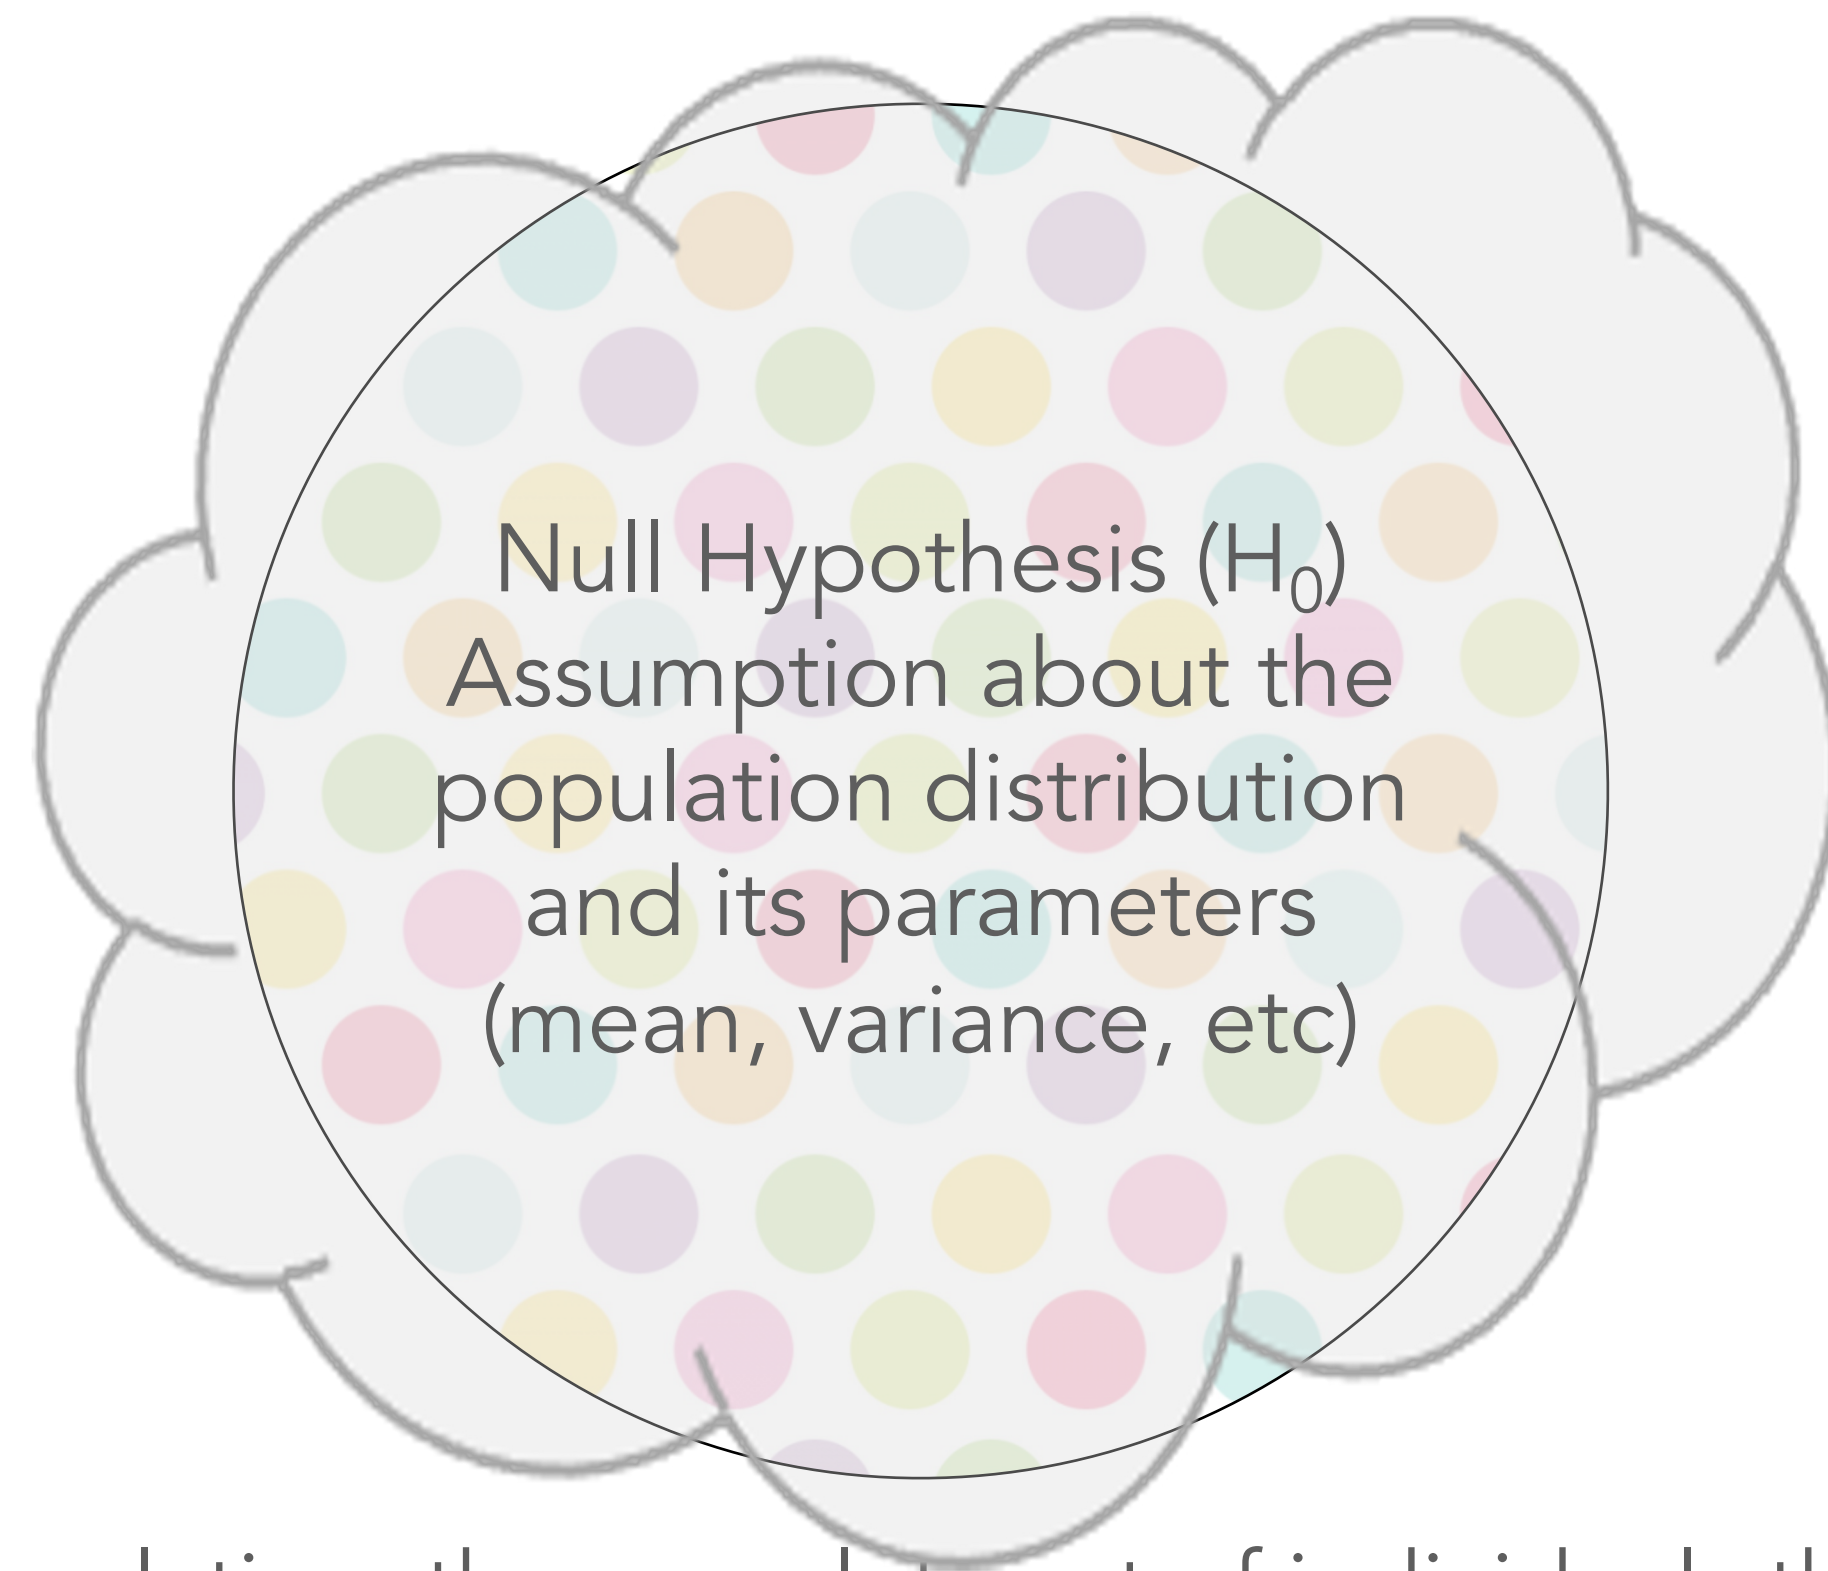 Null Hypothesis (H₀)
Assumption about the
population distribution
and its parameters
(mean, variance, etc)